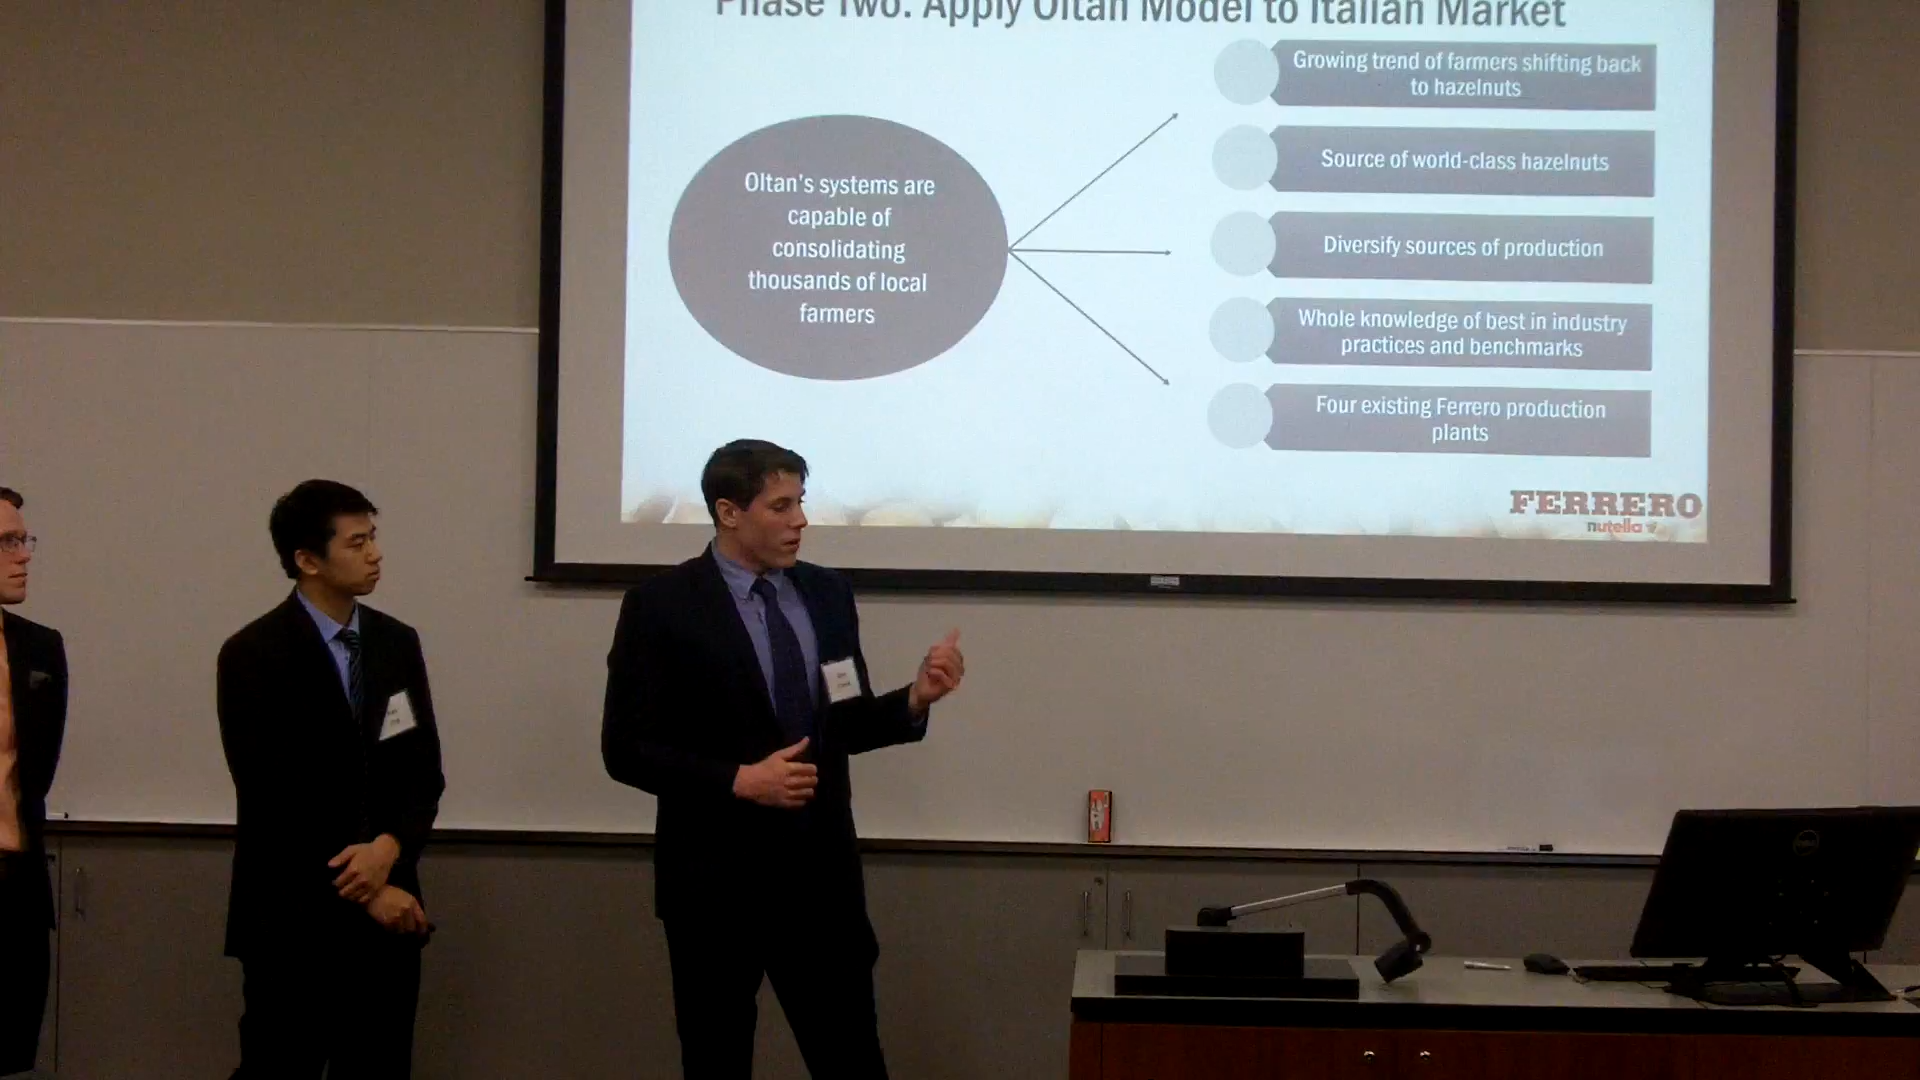 Phase Two: Apply Oltan Model to Italian Market
Growing trend of farmers shifting back
to hazelnuts
Source of world-class hazelnuts
Diversify sources of production
Whole knowledge of best in industry
practices and benchmarks
Four existing Ferrero production
plants
Oltan's systems are
capable of
consolidating
thousands of local
farmers
FERRERO
nutella
DELL